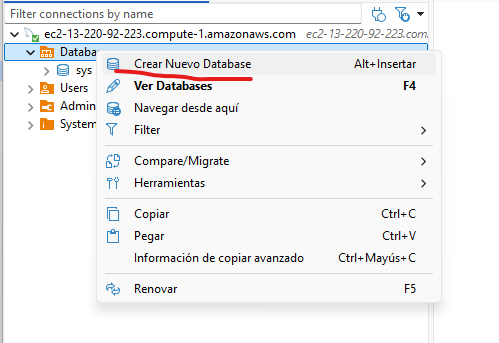 Filter connections by name
ec2-13-220-92-223.compute-1.amazonaws.com ec2-13-220-92-223.com
Databa
sys
Users
Admin
System
Crear Nuevo Database Alt+Insertar
Ver Databases F4
Navegar desde aquí
Filter
Compare/Migrate
Herramientas
Copiar Ctrl+C
Pegar Ctrl+V
Información de copiar avanzado Ctrl+Mayús+C
Renovar F5